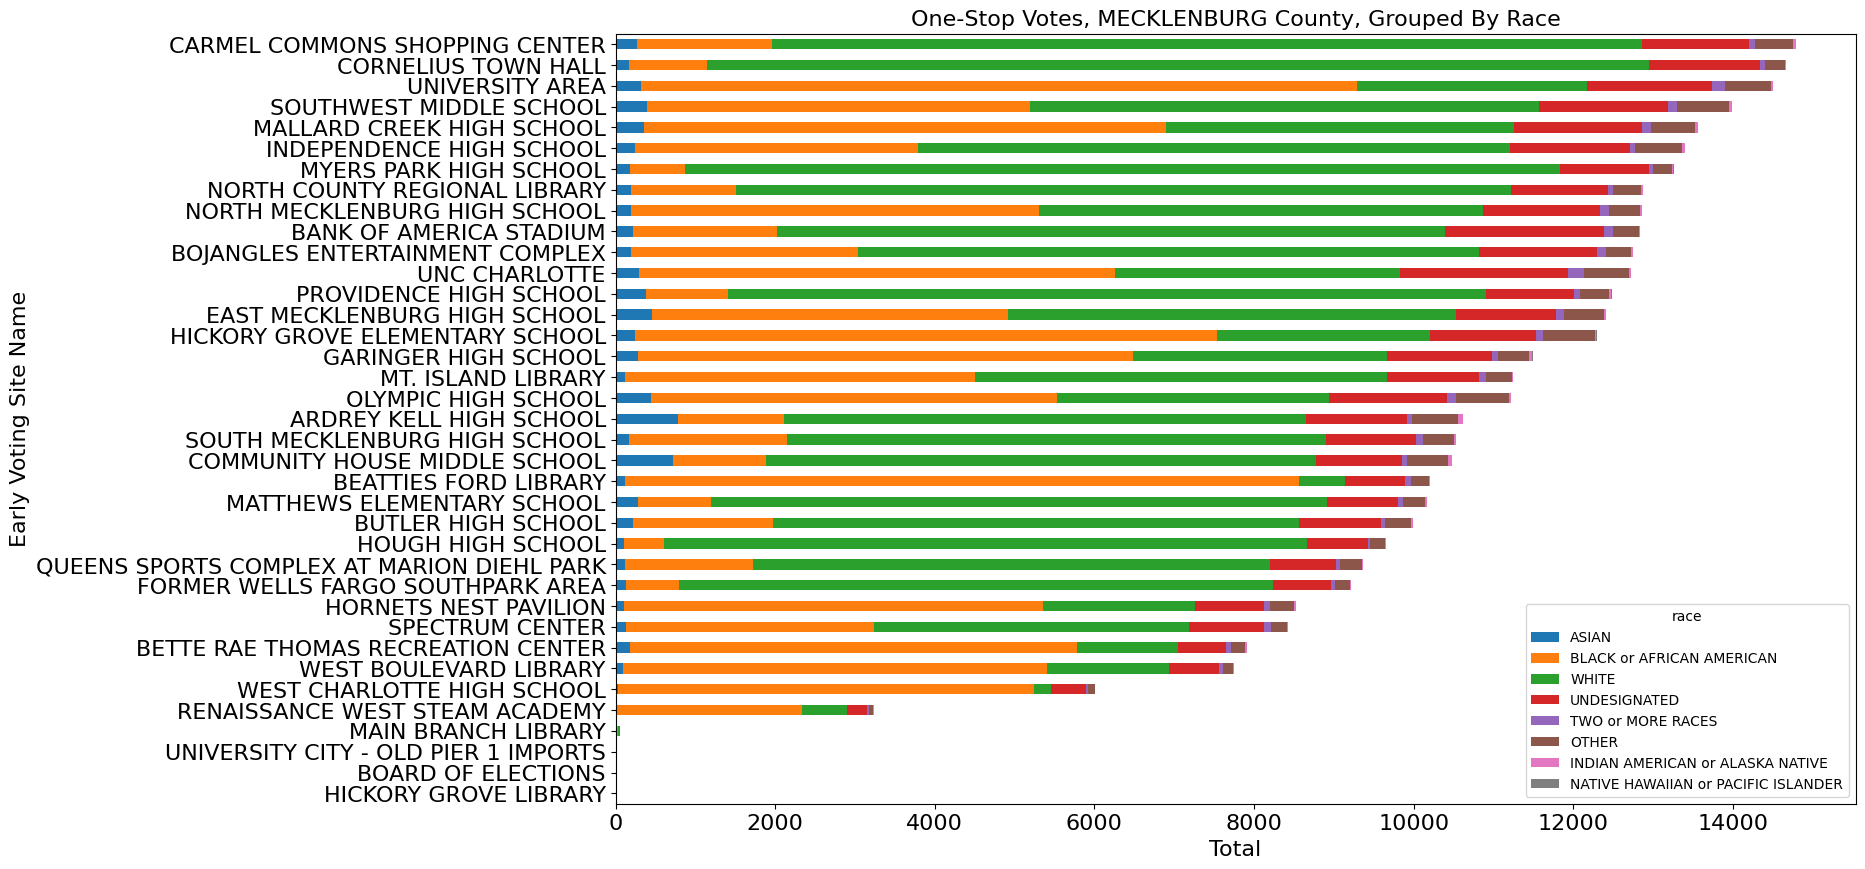 One-Stop Votes, MECKLENBURG County, Grouped By Race
Early Voting Site Name
CARMEL COMMONS SHOPPING CENTER
CORNELIUS TOWN HALL
UNIVERSITY AREA
SOUTHWEST MIDDLE SCHOOL
MALLARD CREEK HIGH SCHOOL
INDEPENDENCE HIGH SCHOOL
MYERS PARK HIGH SCHOOL
NORTH COUNTY REGIONAL LIBRARY
NORTH MECKLENBURG HIGH SCHOOL
BANK OF AMERICA STADIUM
BOJANGLES ENTERTAINMENT COMPLEX
UNC CHARLOTTE
PROVIDENCE HIGH SCHOOL
EAST MECKLENBURG HIGH SCHOOL
HICKORY GROVE ELEMENTARY SCHOOL
GARINGER HIGH SCHOOL
MT. ISLAND LIBRARY
OLYMPIC HIGH SCHOOL
ARDREY KELL HIGH SCHOOL
SOUTH MECKLENBURG HIGH SCHOOL
COMMUNITY HOUSE MIDDLE SCHOOL
BEATTIES FORD LIBRARY
MATTHEWS ELEMENTARY SCHOOL
BUTLER HIGH SCHOOL
HOUGH HIGH SCHOOL
QUEENS SPORTS COMPLEX AT MARION DIEHL PARK
FORMER WELLS FARGO SOUTHPARK AREA
HORNETS NEST PAVILION
SPECTRUM CENTER
BETTE RAE THOMAS RECREATION CENTER
WEST BOULEVARD LIBRARY
WEST CHARLOTTE HIGH SCHOOL
RENAISSANCE WEST STEAM ACADEMY
MAIN BRANCH LIBRARY
UNIVERSITY CITY - OLD PIER 1 IMPORTS
BOARD OF ELECTIONS
HICKORY GROVE LIBRARY
race
ASIAN
BLACK or AFRICAN AMERICAN
WHITE
UNDESIGNATED
TWO or MORE RACES
OTHER
INDIAN AMERICAN or ALASKA NATIVE
NATIVE HAWAIIAN or PACIFIC ISLANDER
0 2000 4000 6000 8000 10000 12000 14000
Total